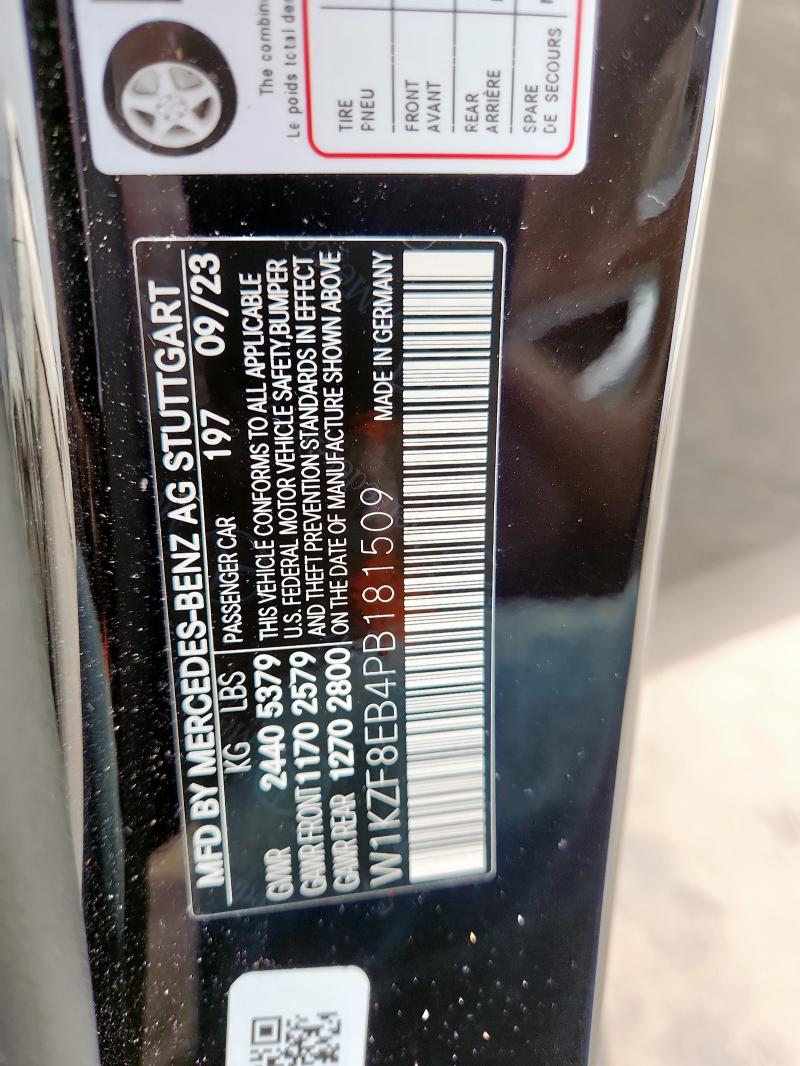 The combin
Le poids total de
TIRE
PNEU
FRONT
AVANT
REAR
ARRIÈRE
SPARE
DE SECOURS
MFD BY MERCEDES-BENZ AG STUTTGART
KG LBS PASSENGER CAR 197 09/23
GVWR 2440 5379 THIS VEHICLE CONFORMS TO ALL APPLICABLE
GAWR FRONT 1170 2579 U.S. FEDERAL MOTOR VEHICLE SAFETY,BUMPER
GAWR REAR 1270 2800 AND THEFT PREVENTION STANDARDS IN EFFECT
ON THE DATE OF MANUFACTURE SHOWN ABOVE
W1KZF8EB4PB181509 MADE IN GERMANY